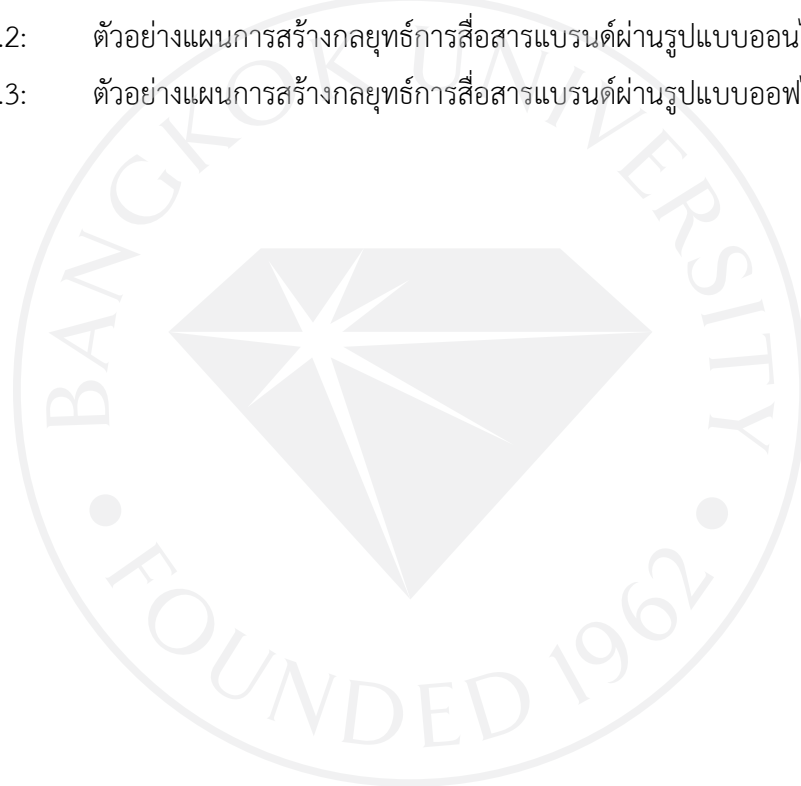 .2: ตัวอย่างแผนการสร้างกลยุทธ์การสื่อสารแบรนด์ผ่านรูปแบบออน
.3: ตัวอย่างแผนการสร้างกลยุทธ์การสื่อสารแบรนด์ผ่านรูปแบบออฟ
BANGKOK UNIVERSITY
FOUNDED 1962